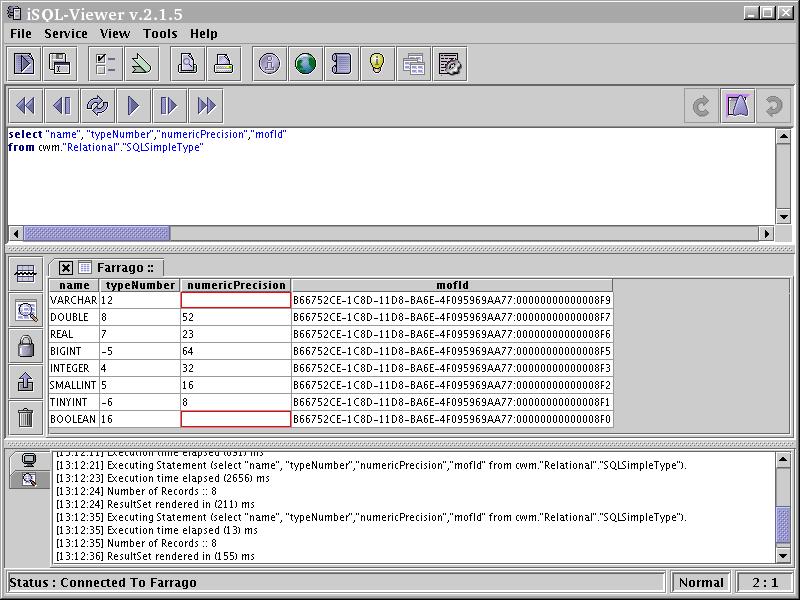 iSQL-Viewer v.2.1.5
File Service View Tools Help
select "name", "typeNumber","numericPrecision","mofId"
from cwm."Relational"."SQLSimpleType"
Farrago ::
name typeNumber numericPrecision mofId
VARCHAR 12 B66752CE-1C8D-11D8-BA6E-4F095969AA77:00000000000008F9
DOUBLE 8 52 B66752CE-1C8D-11D8-BA6E-4F095969AA77:00000000000008F7
REAL 7 23 B66752CE-1C8D-11D8-BA6E-4F095969AA77:00000000000008F6
BIGINT -5 64 B66752CE-1C8D-11D8-BA6E-4F095969AA77:00000000000008F5
INTEGER 4 32 B66752CE-1C8D-11D8-BA6E-4F095969AA77:00000000000008F3
SMALLINT 5 16 B66752CE-1C8D-11D8-BA6E-4F095969AA77:00000000000008F2
TINYINT -6 8 B66752CE-1C8D-11D8-BA6E-4F095969AA77:00000000000008F1
BOOLEAN 16 B66752CE-1C8D-11D8-BA6E-4F095969AA77:00000000000008F0
[13:12:11] Execution time elapsed (691) ms
[13:12:21] Executing Statement (select "name", "typeNumber","numericPrecision","mofId" from cwm."Relational"."SQLSimpleType").
[13:12:23] Execution time elapsed (2656) ms
[13:12:24] Number of Records :: 8
[13:12:24] ResultSet rendered in (211) ms
[13:12:35] Executing Statement (select "name", "typeNumber","numericPrecision","mofId" from cwm."Relational"."SQLSimpleType").
[13:12:35] Execution time elapsed (13) ms
[13:12:35] Number of Records :: 8
[13:12:36] ResultSet rendered in (155) ms
Status : Connected To Farrago Normal 2 : 1